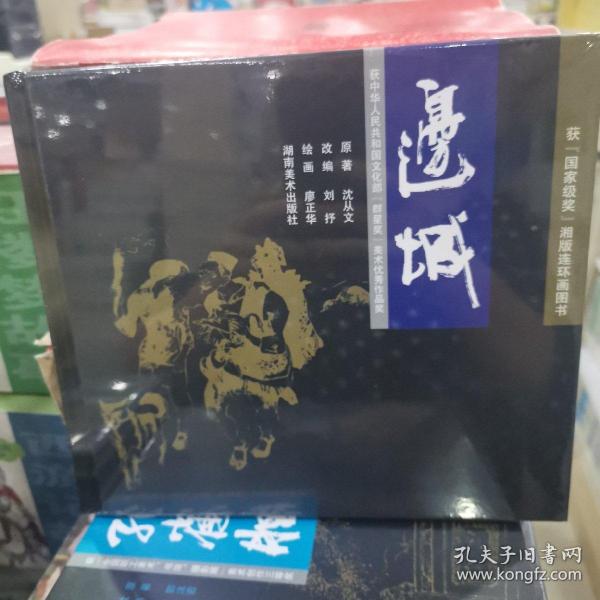 获「国家级奖」湘版连环画图书
邊城
获中华人民共和国文化部「群星奖」美术优秀作品奖
原著 沈从文
改编 刘抒
绘画 廖正华
湖南美术出版社
孔夫子旧书网
www.kongfz.com